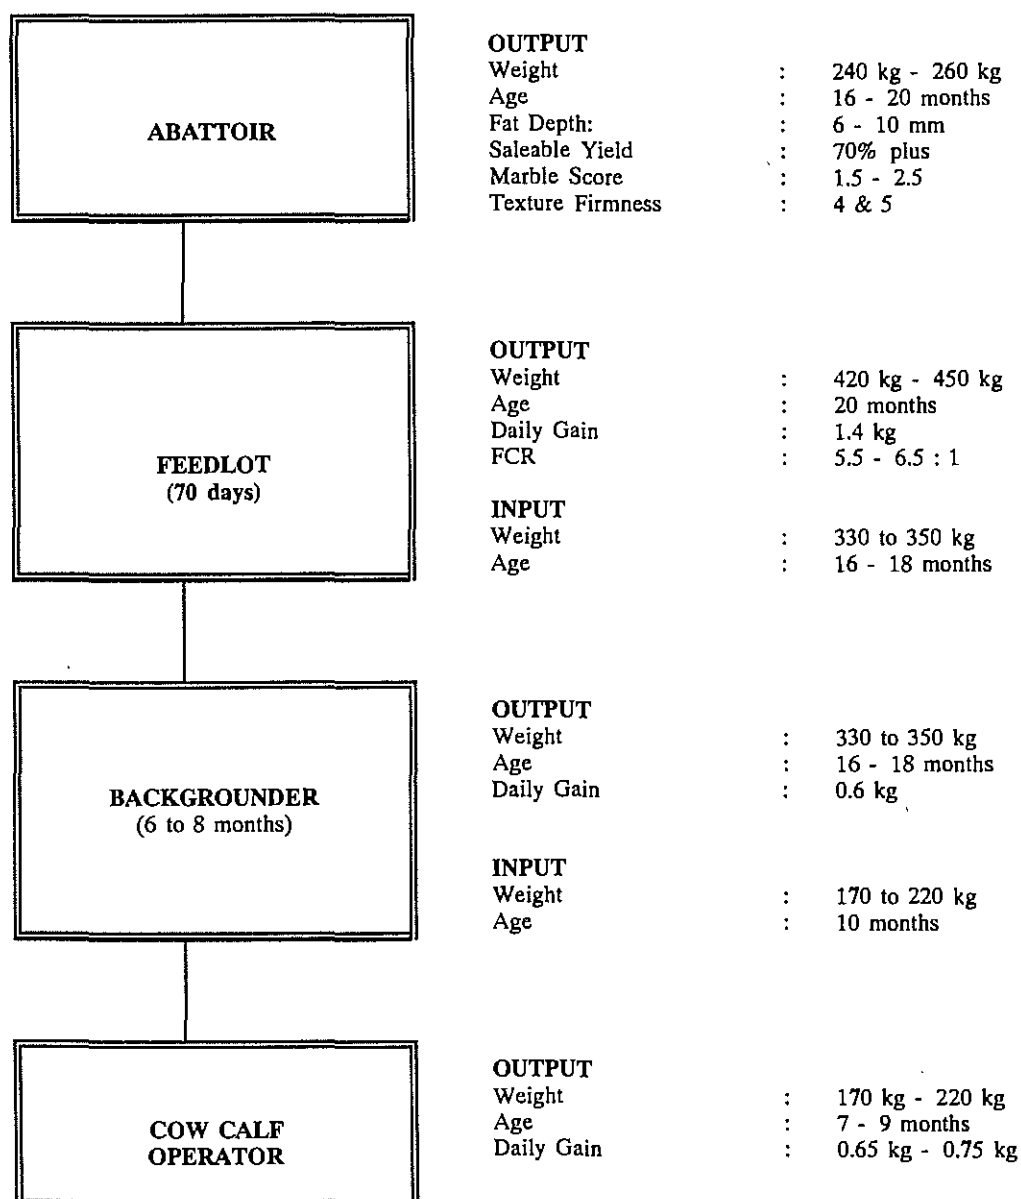 ABATTOIR
OUTPUT
Weight : 240 kg - 260 kg
Age : 16 - 20 months
Fat Depth: : 6 - 10 mm
Saleable Yield : 70% plus
Marble Score : 1.5 - 2.5
Texture Firmness : 4 & 5
FEEDLOT
(70 days)
OUTPUT
Weight : 420 kg - 450 kg
Age : 20 months
Daily Gain : 1.4 kg
FCR : 5.5 - 6.5 : 1
INPUT
Weight : 330 to 350 kg
Age : 16 - 18 months
BACKGROUNDER
(6 to 8 months)
OUTPUT
Weight : 330 to 350 kg
Age : 16 - 18 months
Daily Gain : 0.6 kg
INPUT
Weight : 170 to 220 kg
Age : 10 months
COW CALF
OPERATOR
OUTPUT
Weight : 170 kg - 220 kg
Age : 7 - 9 months
Daily Gain : 0.65 kg - 0.75 kg